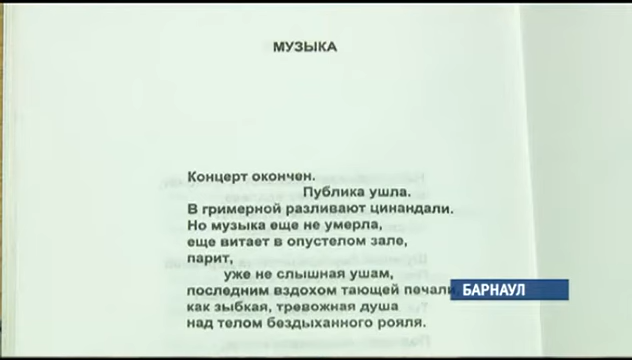 МУЗЫКА
Концерт окончен.
Публика ушла.
В гримерной разливают цинандали.
Но музыка еще не умерла,
еще витает в опустелом зале,
парит,
уже не слышная ушам,
последним вздохом тающей печали,
как зыбкая, тревожная душа
над телом бездыханного рояля.
БАРНАУЛ